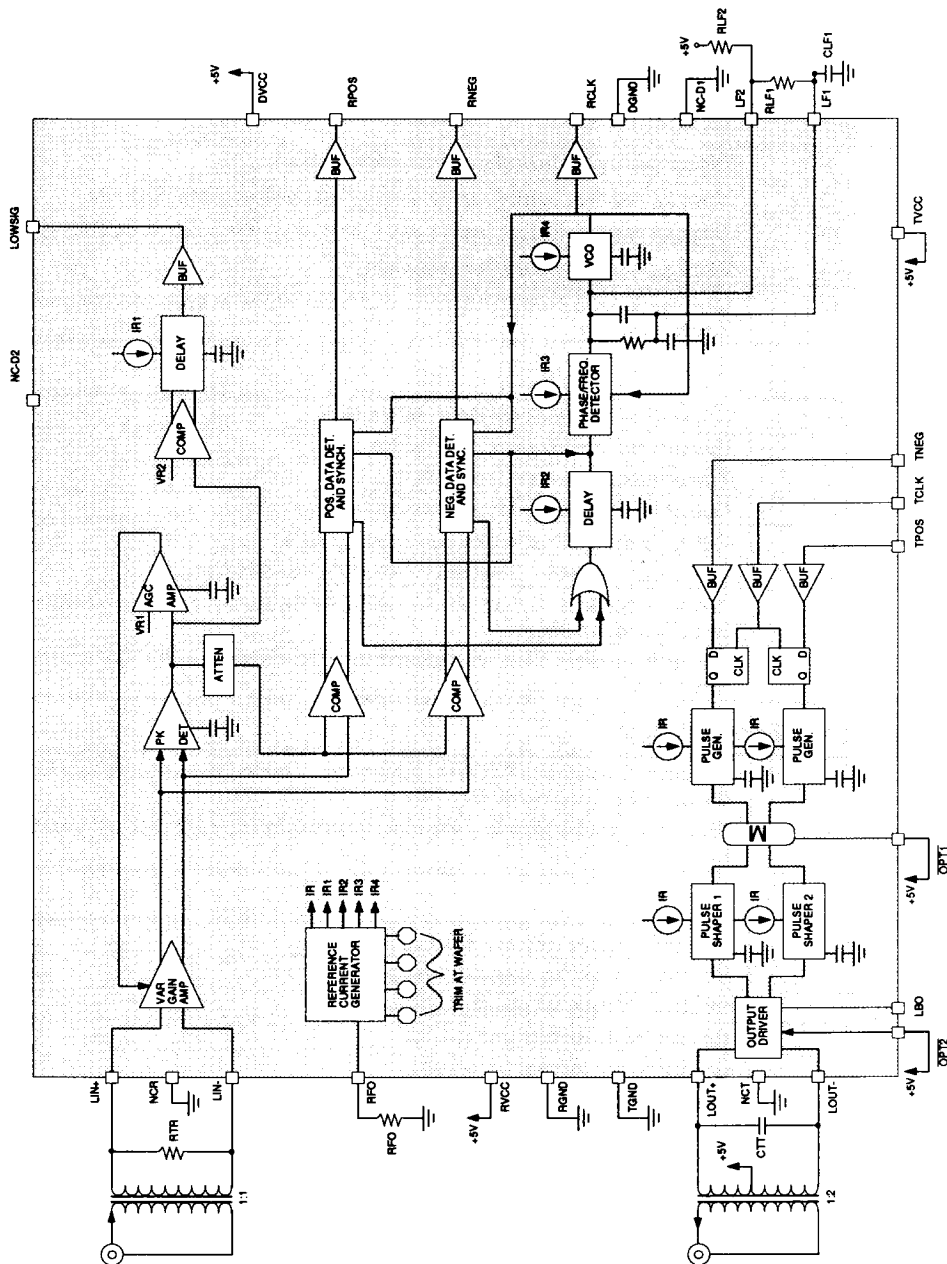 LOWSIG
NC-D2
+5V
DVCC
RPOS
RNEG
RCLK
DGND
NC-D1
LF2
LF1
+5V
RLF2
RLF1
CLF1
BUF
BUF
BUF
BUF
DELAY
IR1
COMP
VR2
AGC
AMP
VR1
ATTEN
PK
DET
VAR
GAIN
AMP
LIN+
NCR
LIN-
RTR
1:1
POS. DATA DET.
AND SYNCH.
NEG. DATA DET.
AND SYNC.
COMP
COMP
IR4
VCO
IR3
PHASE/FREQ.
DETECTOR
IR2
DELAY
REFERENCE
CURRENT
GENERATOR
IR
IR1
IR2
IR3
IR4
TRIM AT WAFER
RFO
RFO
RVCC
+5V
RGND
TGND
TVCC
+5V
TNEG
TCLK
TPOS
BUF
BUF
BUF
Q D
CLK
CLK
Q D
IR
PULSE
GEN.
IR
PULSE
GEN.
M
OPT1
+5V
IR
PULSE
SHAPER 1
IR
PULSE
SHAPER 2
OUTPUT
DRIVER
LBO
OPT2
+5V
LOUT+
NCT
LOUT-
CTT
+5V
1:2